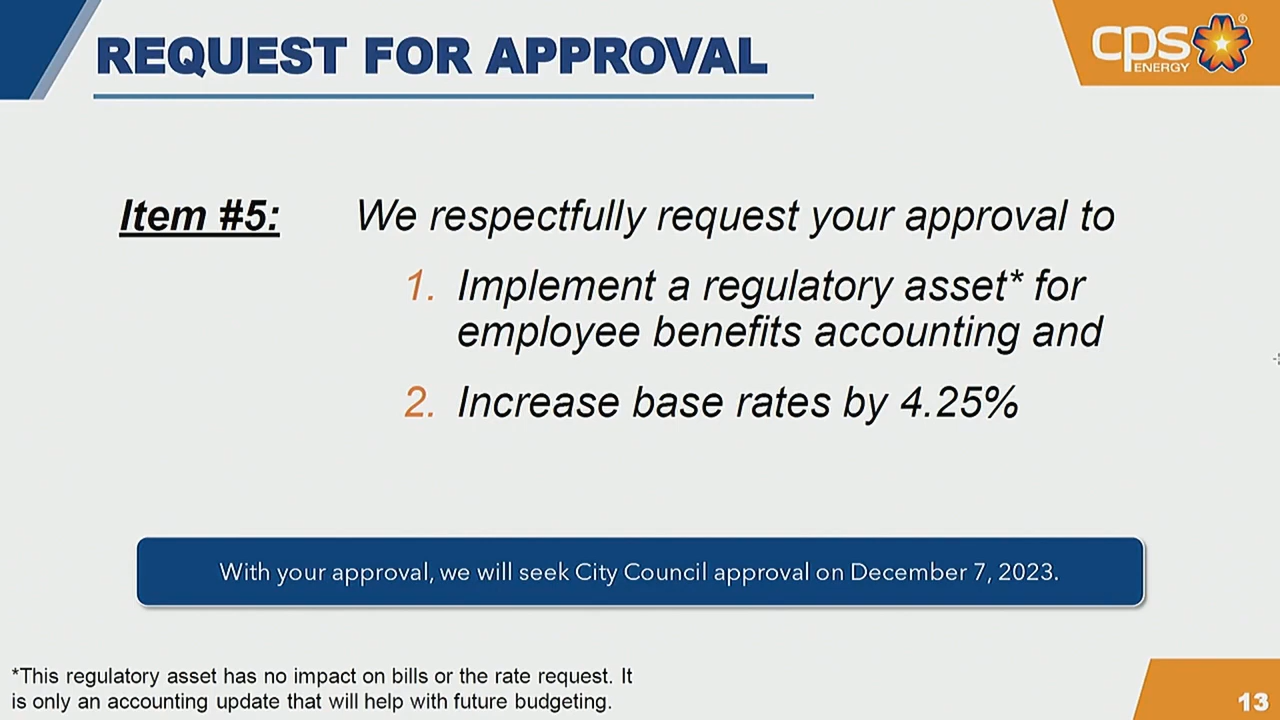 REQUEST FOR APPROVAL
cps®
ENERGY
Item #5: We respectfully request your approval to
1. Implement a regulatory asset* for
employee benefits accounting and
2. Increase base rates by 4.25%
With your approval, we will seek City Council approval on December 7, 2023.
*This regulatory asset has no impact on bills or the rate request. It
is only an accounting update that will help with future budgeting.
13